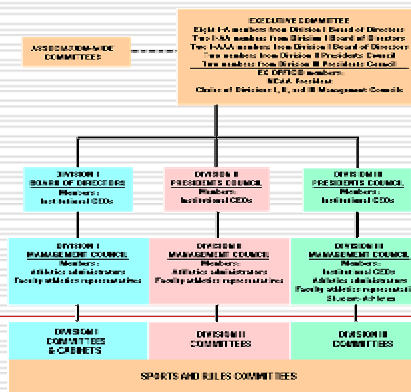 EXECUTIVE COMMITTEE
Eight I-A members from Division I Board of Directors
Two I-AA members from Division I Board of Directors
Two I-AAA members from Division I Board of Directors
Two members from Division II Presidents Council
Two members from Division III Presidents Council
EX OFFICIO members:
NCAA President
Chairs of Divisions I, II, and III Management Councils
ASSOCIATION-WIDE
COMMITTEES
DIVISION I
BOARD OF DIRECTORS
Members:
Institutional CEOs
DIVISION II
PRESIDENTS COUNCIL
Members:
Institutional CEOs
DIVISION III
PRESIDENTS COUNCIL
Members:
Institutional CEOs
DIVISION I
MANAGEMENT COUNCIL
Members:
Athletics administrators
Faculty athletics representatives
DIVISION II
MANAGEMENT COUNCIL
Members:
Athletics administrators
Faculty athletics representatives
DIVISION III
MANAGEMENT COUNCIL
Members:
Institutional CEOs
Athletics administrators
Faculty athletics
Student-Athletes
DIVISION I
COMMITTEES
& CABINETS
DIVISION II
COMMITTEES
DIVISION III
COMMITTEES
SPORTS AND RULES COMMITTEES